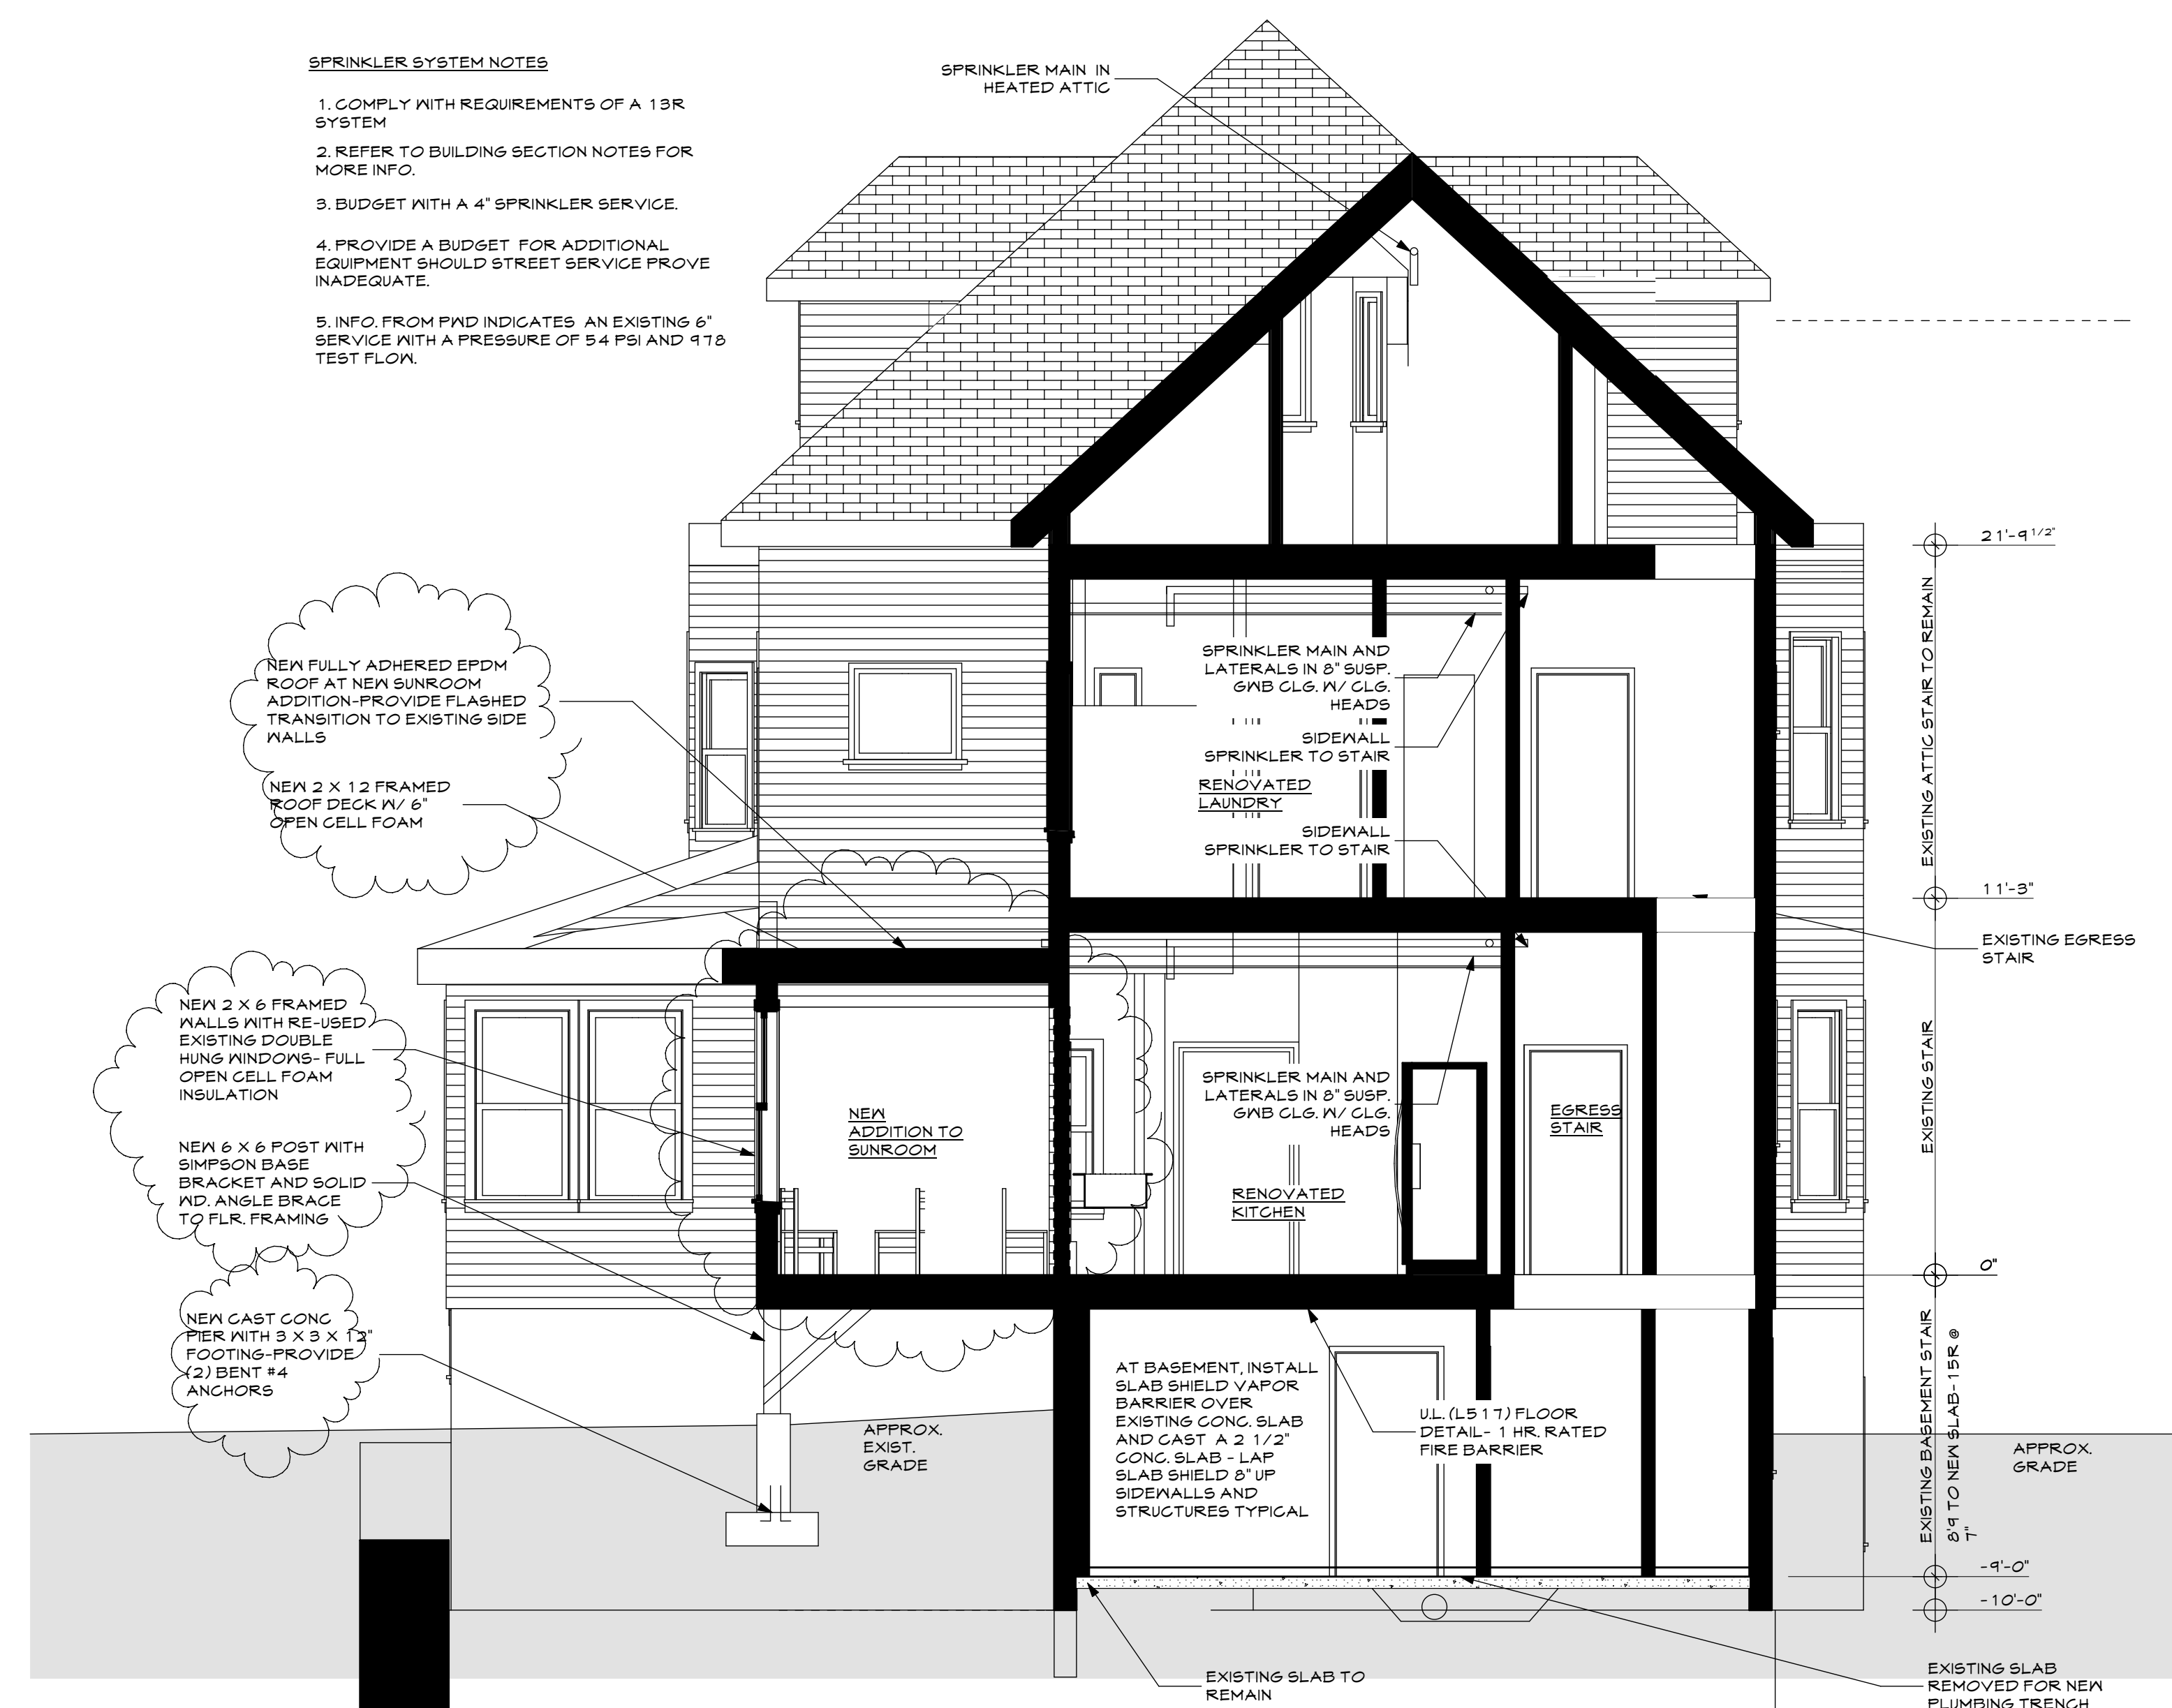 SPRINKLER SYSTEM NOTES
1. COMPLY WITH REQUIREMENTS OF A 13R
SYSTEM
2. REFER TO BUILDING SECTION NOTES FOR
MORE INFO.
3. BUDGET WITH A 4" SPRINKLER SERVICE.
4. PROVIDE A BUDGET FOR ADDITIONAL
EQUIPMENT SHOULD STREET SERVICE PROVE
INADEQUATE.
5. INFO. FROM PWD INDICATES AN EXISTING 6"
SERVICE WITH A PRESSURE OF 54 PSI AND 978
TEST FLOW.
SPRINKLER MAIN IN
HEATED ATTIC
NEW FULLY ADHERED EPDM
ROOF AT NEW SUNROOM
ADDITION-PROVIDE FLASHED
TRANSITION TO EXISTING SIDE
WALLS
NEW 2 X 12 FRAMED
ROOF DECK W/ 6"
OPEN CELL FOAM
NEW 2 X 6 FRAMED
WALLS WITH RE-USED
EXISTING DOUBLE
HUNG WINDOWS- FULL
OPEN CELL FOAM
INSULATION
NEW 6 X 6 POST WITH
SIMPSON BASE
BRACKET AND SOLID
WD. ANGLE BRACE
TO FLR. FRAMING
NEW CAST CONC
PIER WITH 3 X 3 X 12"
FOOTING-PROVIDE
(2) BENT #4
ANCHORS
SPRINKLER MAIN AND
LATERALS IN 8" SUSP.
GWB CLG. W/ CLG.
HEADS
SIDEWALL
SPRINKLER TO STAIR
RENOVATED
LAUNDRY
SIDEWALL
SPRINKLER TO STAIR
NEW
ADDITION TO
SUNROOM
SPRINKLER MAIN AND
LATERALS IN 8" SUSP.
GWB CLG. W/ CLG.
HEADS
RENOVATED
KITCHEN
EGRESS
STAIR
AT BASEMENT, INSTALL
SLAB SHIELD VAPOR
BARRIER OVER
EXISTING CONC. SLAB
AND CAST A 2 1/2"
CONC. SLAB - LAP
SLAB SHIELD 8" UP
SIDEWALLS AND
STRUCTURES TYPICAL
U.L. (L517) FLOOR
DETAIL- 1 HR. RATED
FIRE BARRIER
APPROX.
EXIST.
GRADE
EXISTING SLAB TO
REMAIN
21'-9 1/2"
EXISTING ATTIC STAIR TO REMAIN
11'-3"
EXISTING EGRESS
STAIR
EXISTING STAIR
0"
EXISTING BASEMENT STAIR
8'9 TO NEW SLAB-15R @
7"
APPROX.
GRADE
-9'-0"
-10'-0"
EXISTING SLAB
REMOVED FOR NEW
PLUMBING TRENCH